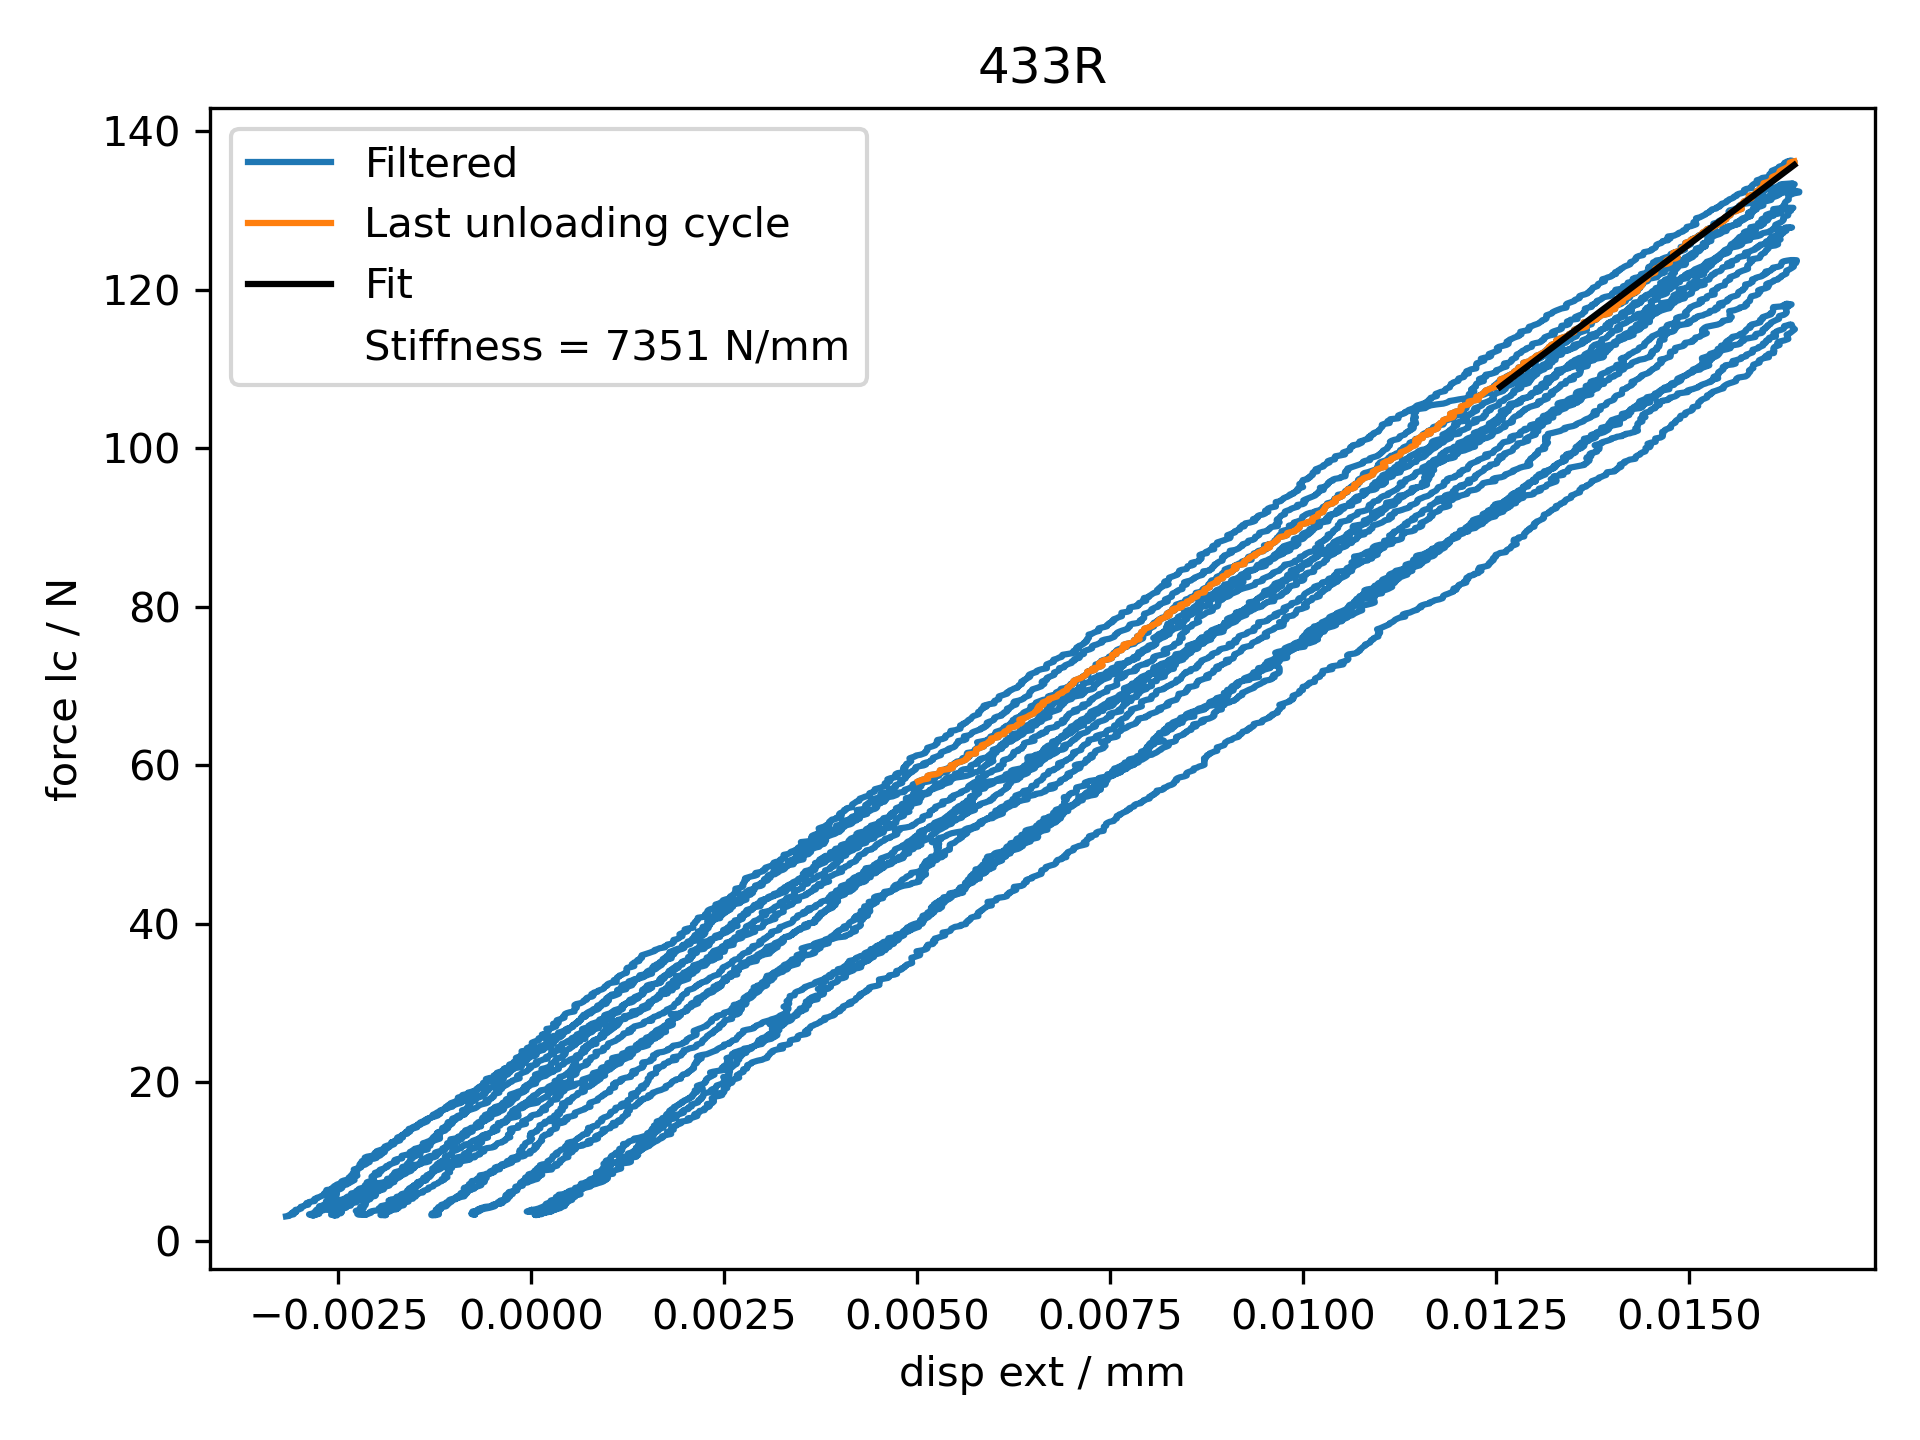 433R
140
120
100
80
60
40
20
0
force lc / N
Filtered
Last unloading cycle
Fit
Stiffness = 7351 N/mm
−0.0025 0.0000 0.0025 0.0050 0.0075 0.0100 0.0125 0.0150
disp ext / mm